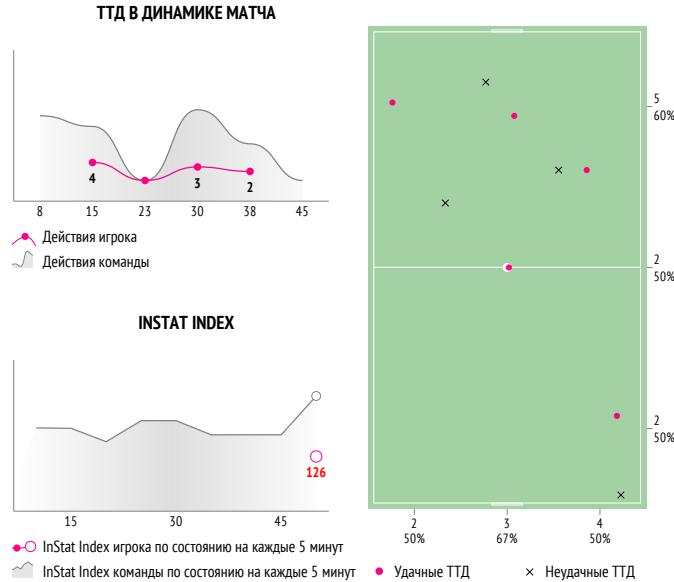 ТТД В ДИНАМИКЕ МАТЧА
4
3
2
8 15 23 30 38 45
Действия игрока
Действия команды
INSTAT INDEX
126
15 30 45
InStat Index игрока по состоянию на каждые 5 минут
InStat Index команды по состоянию на каждые 5 минут
5
60%
2
50%
2
50%
2 3 4
50% 67% 50%
Удачные ТТД
Неудачные ТТД